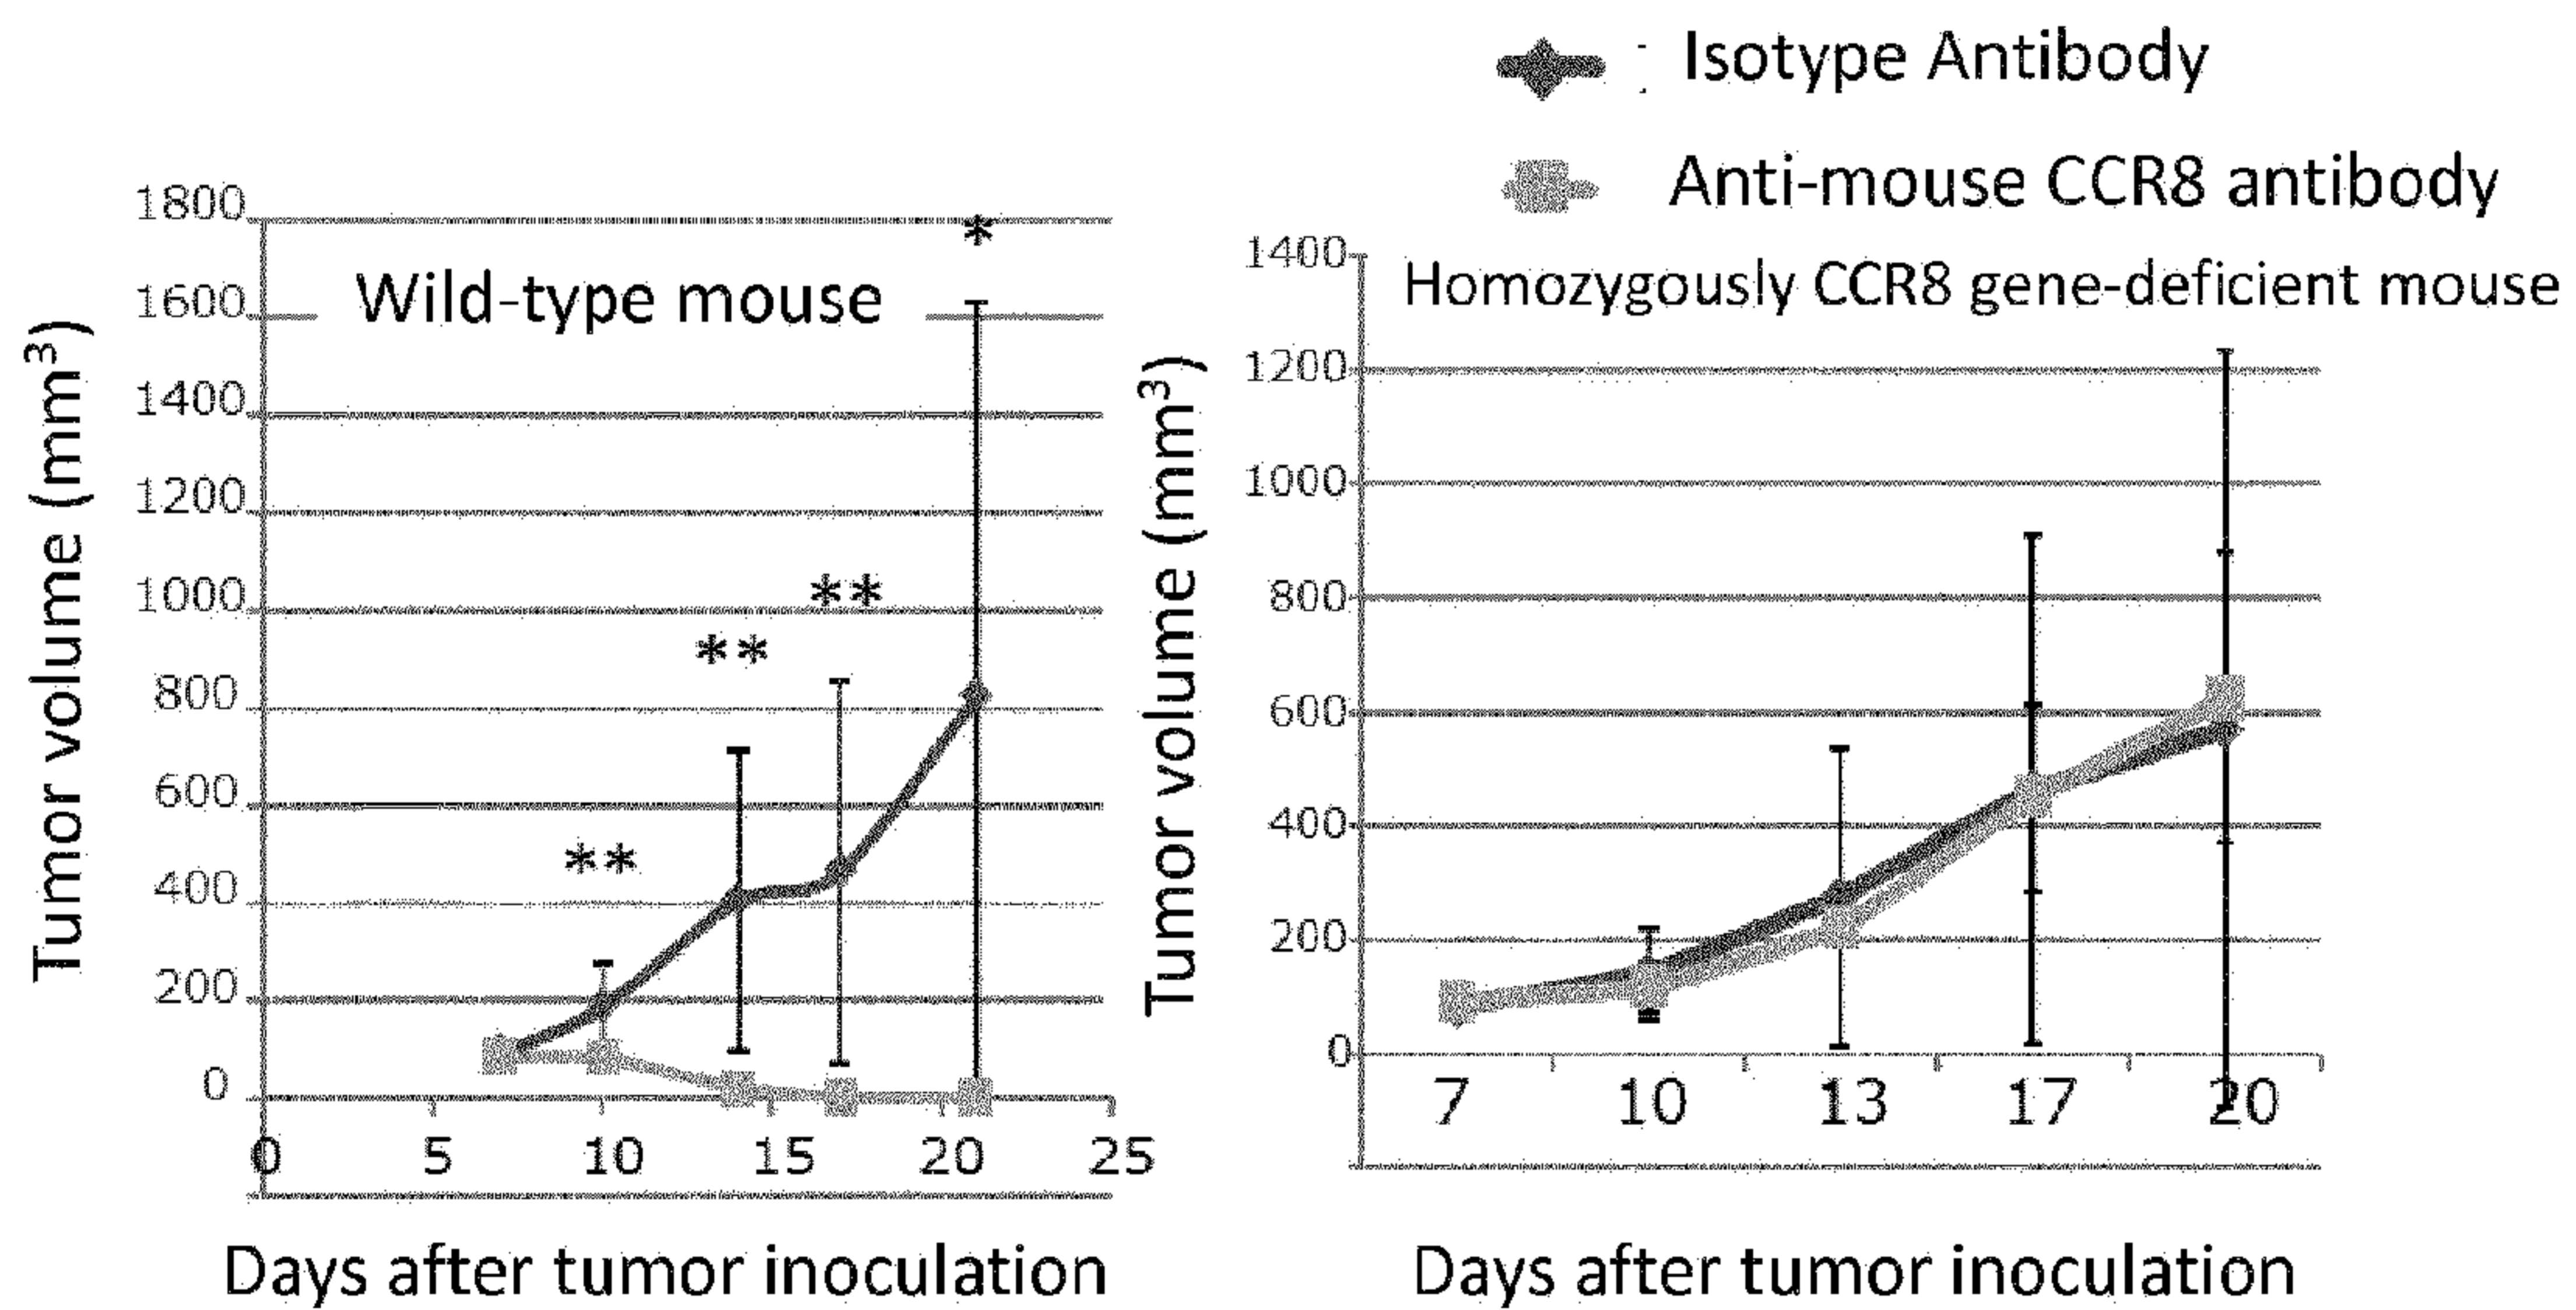 Isotype Antibody
Anti-mouse CCR8 antibody
Wild-type mouse
Tumor volume (mm³)
1800
1600
1400
1200
1000
800
600
400
200
0
*
**
**
**
0 5 10 15 20 25
Days after tumor inoculation
Homozygously CCR8 gene-deficient mouse
Tumor volume (mm³)
1400
1200
1000
800
600
400
200
0
7 10 13 17 20
Days after tumor inoculation